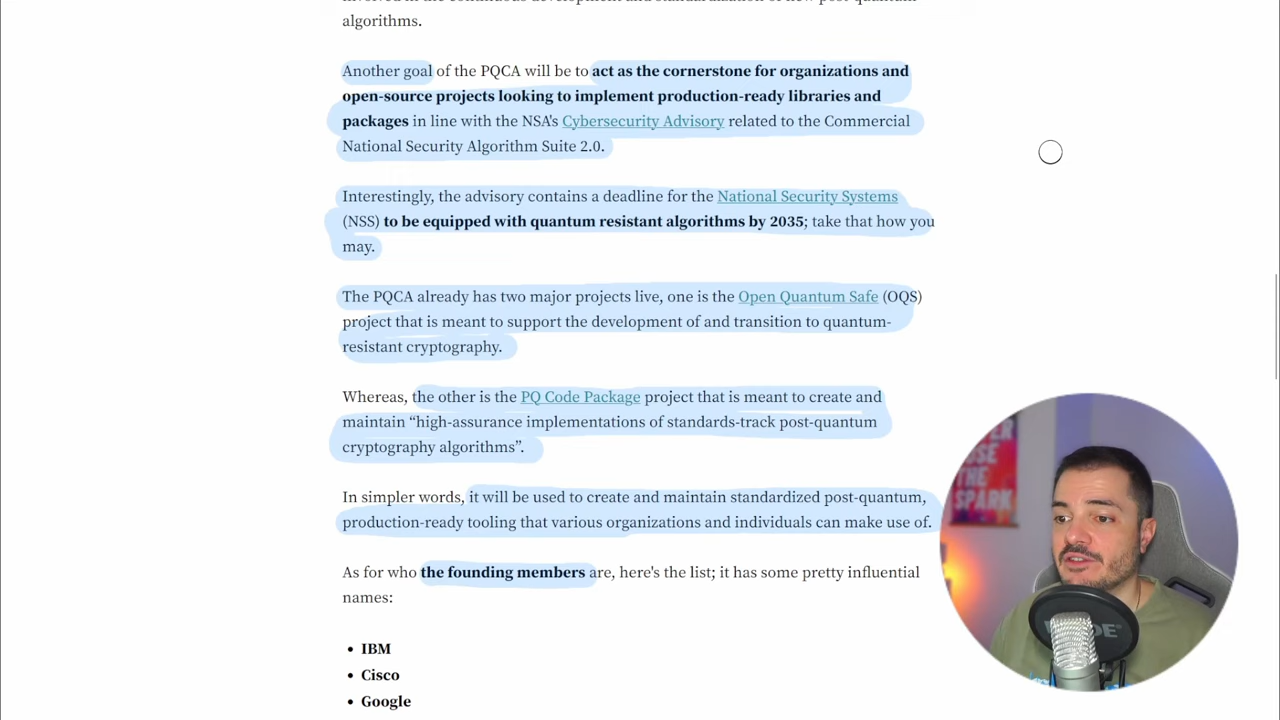 algorithms.
Another goal of the PQCA will be to act as the cornerstone for organizations and
open-source projects looking to implement production-ready libraries and
packages in line with the NSA's Cybersecurity Advisory related to the Commercial
National Security Algorithm Suite 2.0.
Interestingly, the advisory contains a deadline for the National Security Systems
(NSS) to be equipped with quantum resistant algorithms by 2035; take that how you
may.
The PQCA already has two major projects live, one is the Open Quantum Safe (OQS)
project that is meant to support the development of and transition to quantum-
resistant cryptography.
Whereas, the other is the PQ Code Package project that is meant to create and
maintain “high-assurance implementations of standards-track post-quantum
cryptography algorithms”.
In simpler words, it will be used to create and maintain standardized post-quantum,
production-ready tooling that various organizations and individuals can make use of.
As for who the founding members are, here's the list; it has some pretty influential
names:
• IBM
• Cisco
• Google
THE
SPARK